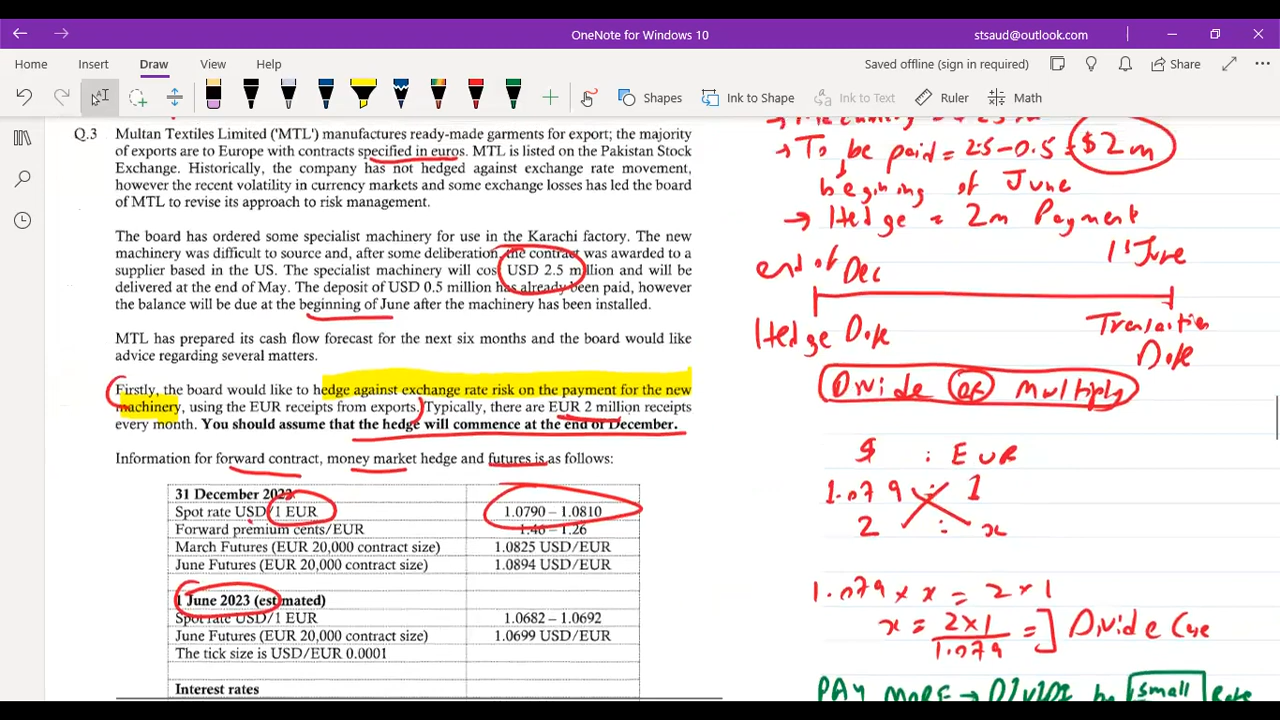 OneNote for Windows 10
stsaud@outlook.com
Home Insert Draw View Help
Saved offline (sign in required)
Share
Shapes
Ink to Shape
Ink to Text
Ruler
Math
Q.3 Multan Textiles Limited ('MTL') manufactures ready-made garments for export; the majority
of exports are to Europe with contracts specified in euros. MTL is listed on the Pakistan Stock
Exchange. Historically, the company has not hedged against exchange rate movement,
however the recent volatility in currency markets and some exchange losses has led the board
of MTL to revise its approach to risk management.
The board has ordered some specialist machinery for use in the Karachi factory. The new
machinery was difficult to source and, after some deliberation, the contract was awarded to a
supplier based in the US. The specialist machinery will cos USD 2.5 million and will be
delivered at the end of May. The deposit of USD 0.5 million has already been paid, however
the balance will be due at the beginning of June after the machinery has been installed.
MTL has prepared its cash flow forecast for the next six months and the board would like
advice regarding several matters.
Firstly, the board would like to hedge against exchange rate risk on the payment for the new
machinery, using the EUR receipts from exports. Typically, there are EUR 2 million receipts
every month. You should assume that the hedge will commence at the end of December.
Information for forward contract, money market hedge and futures is as follows:
31 December 2022
Spot rate USD/1 EUR 1.0790 – 1.0810
Forward premium cents/EUR 1.46 – 1.26
March Futures (EUR 20,000 contract size) 1.0825 USD/EUR
June Futures (EUR 20,000 contract size) 1.0894 USD/EUR
1 June 2023 (estimated)
Spot rate USD/1 EUR 1.0682 – 1.0692
June Futures (EUR 20,000 contract size) 1.0699 USD/EUR
The tick size is USD/EUR 0.0001
Interest rates
→ To be paid = 2.5 - 0.5 = $2m
begining of June
→ Hedge = 2m Payment
end of Dec
1st June
Hedge Date
Transaction
Date
Divide or Multiply
$ : EUR
1.079 : 1
2 : x
1.079 x x = 2 x 1
x = 2 x 1 =
1.079
] Divide Case
PAY MORE → DIVIDE by small Rate